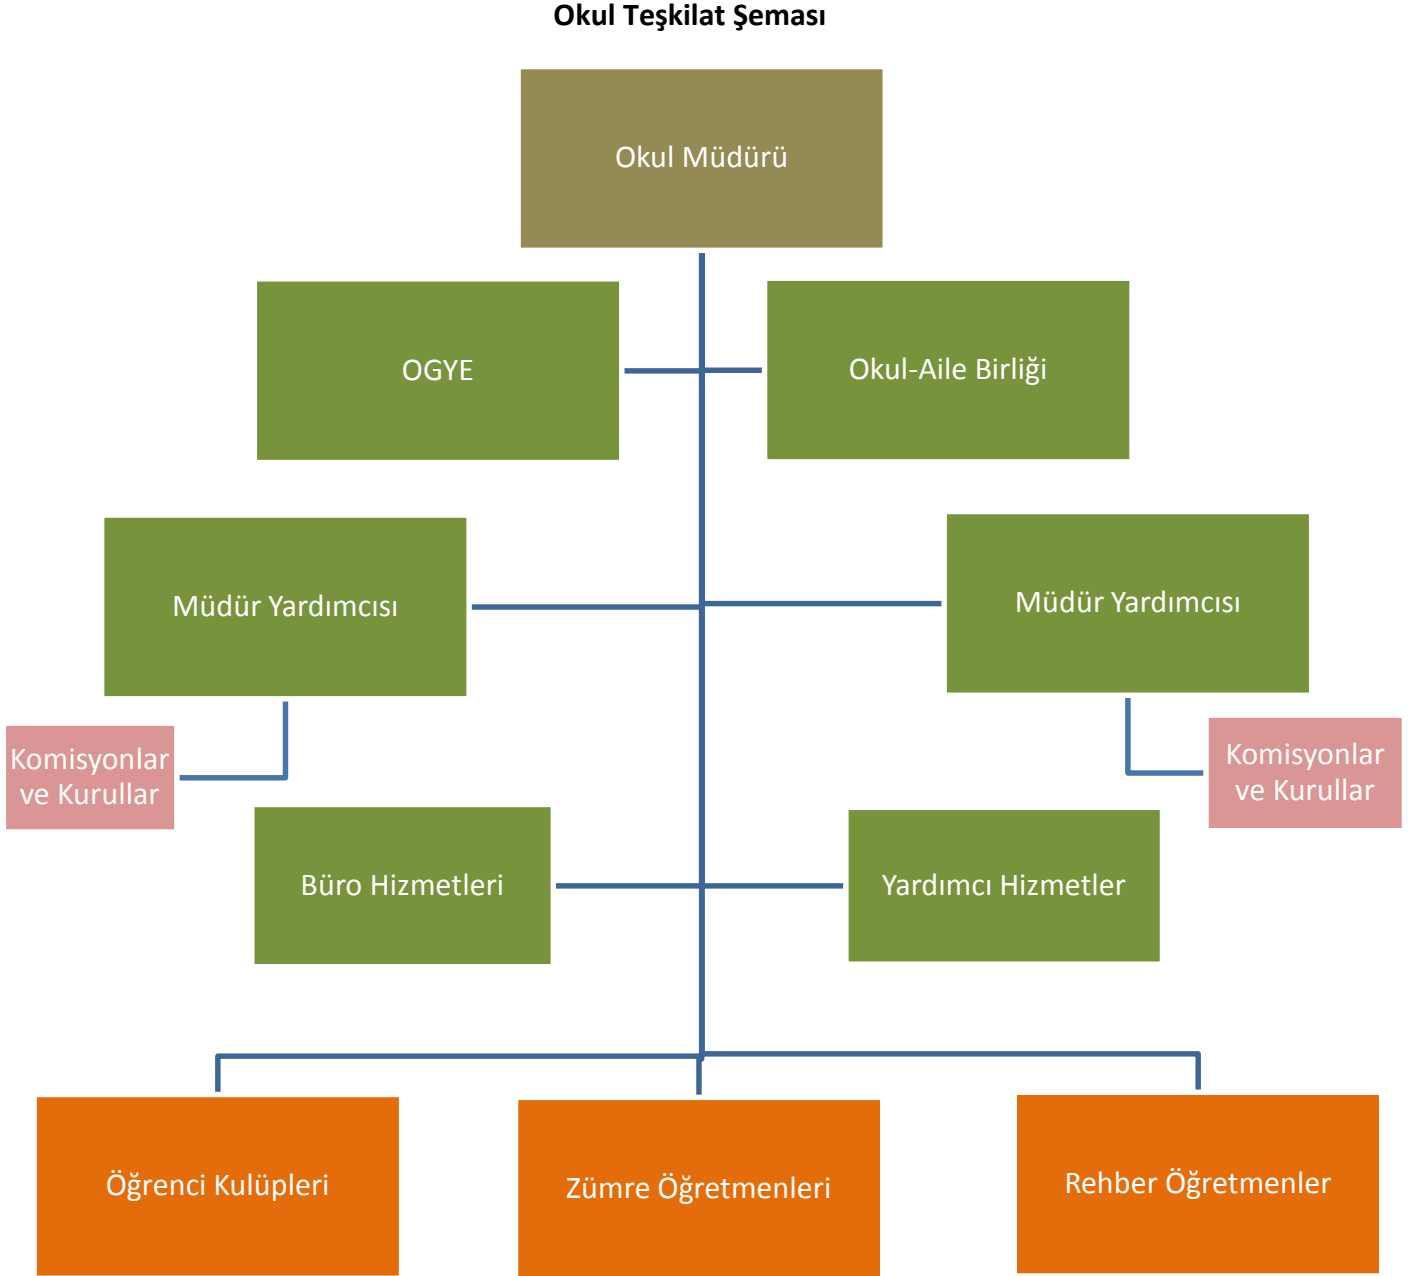 Okul Teşkilat Şeması
Okul Müdürü
OGYE
Okul-Aile Birliği
Müdür Yardımcısı
Müdür Yardımcısı
Komisyonlar
ve Kurullar
Komisyonlar
ve Kurullar
Büro Hizmetleri
Yardımcı Hizmetler
Öğrenci Kulüpleri
Zümre Öğretmenleri
Rehber Öğretmenler